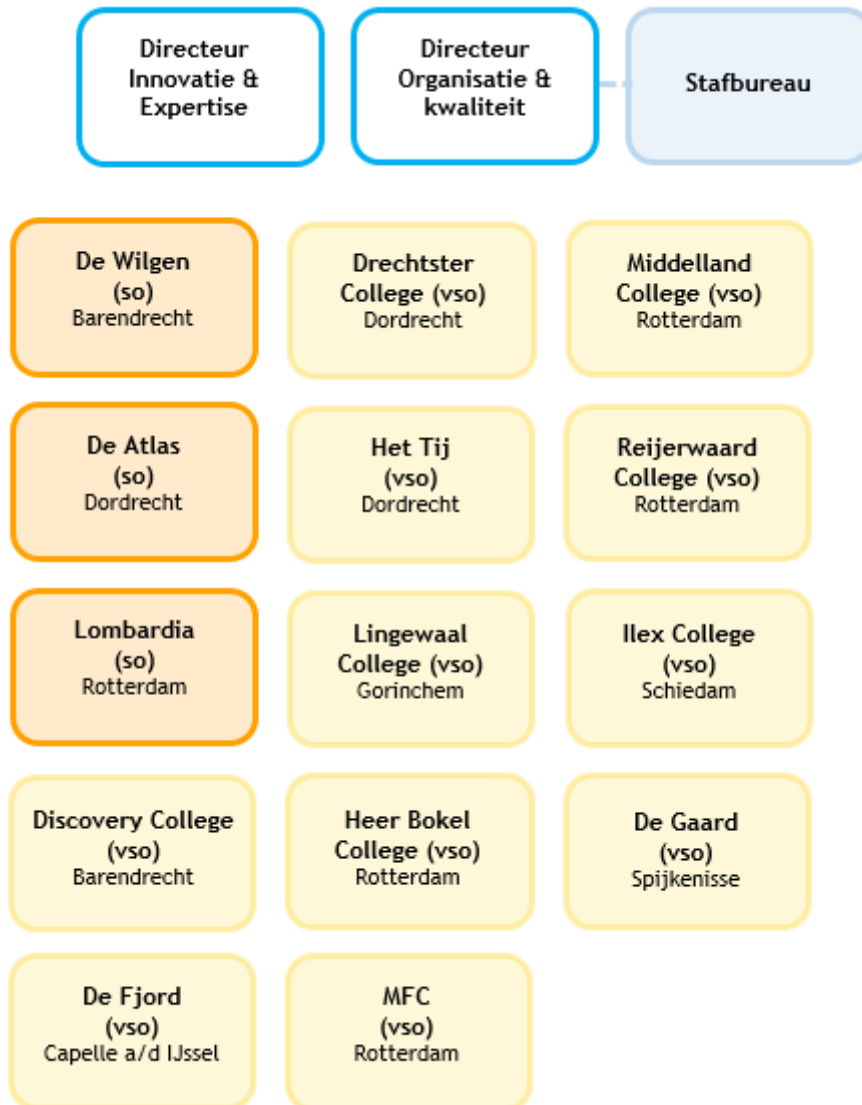 Directeur
Innovatie &
Expertise
Directeur
Organisatie &
kwaliteit
Stafbureau
De Wilgen
(so)
Barendrecht
Drechtster
College (vso)
Dordrecht
Middelland
College (vso)
Rotterdam
De Atlas
(so)
Dordrecht
Het Tij
(vso)
Dordrecht
Reijerwaard
College (vso)
Rotterdam
Lombardia
(so)
Rotterdam
Lingewaal
College (vso)
Gorinchem
Ilex College
(vso)
Schiedam
Discovery College
(vso)
Barendrecht
Heer Bokel
College (vso)
Rotterdam
De Gaard
(vso)
Spijkenisse
De Fjord
(vso)
Capelle a/d IJssel
MFC
(vso)
Rotterdam